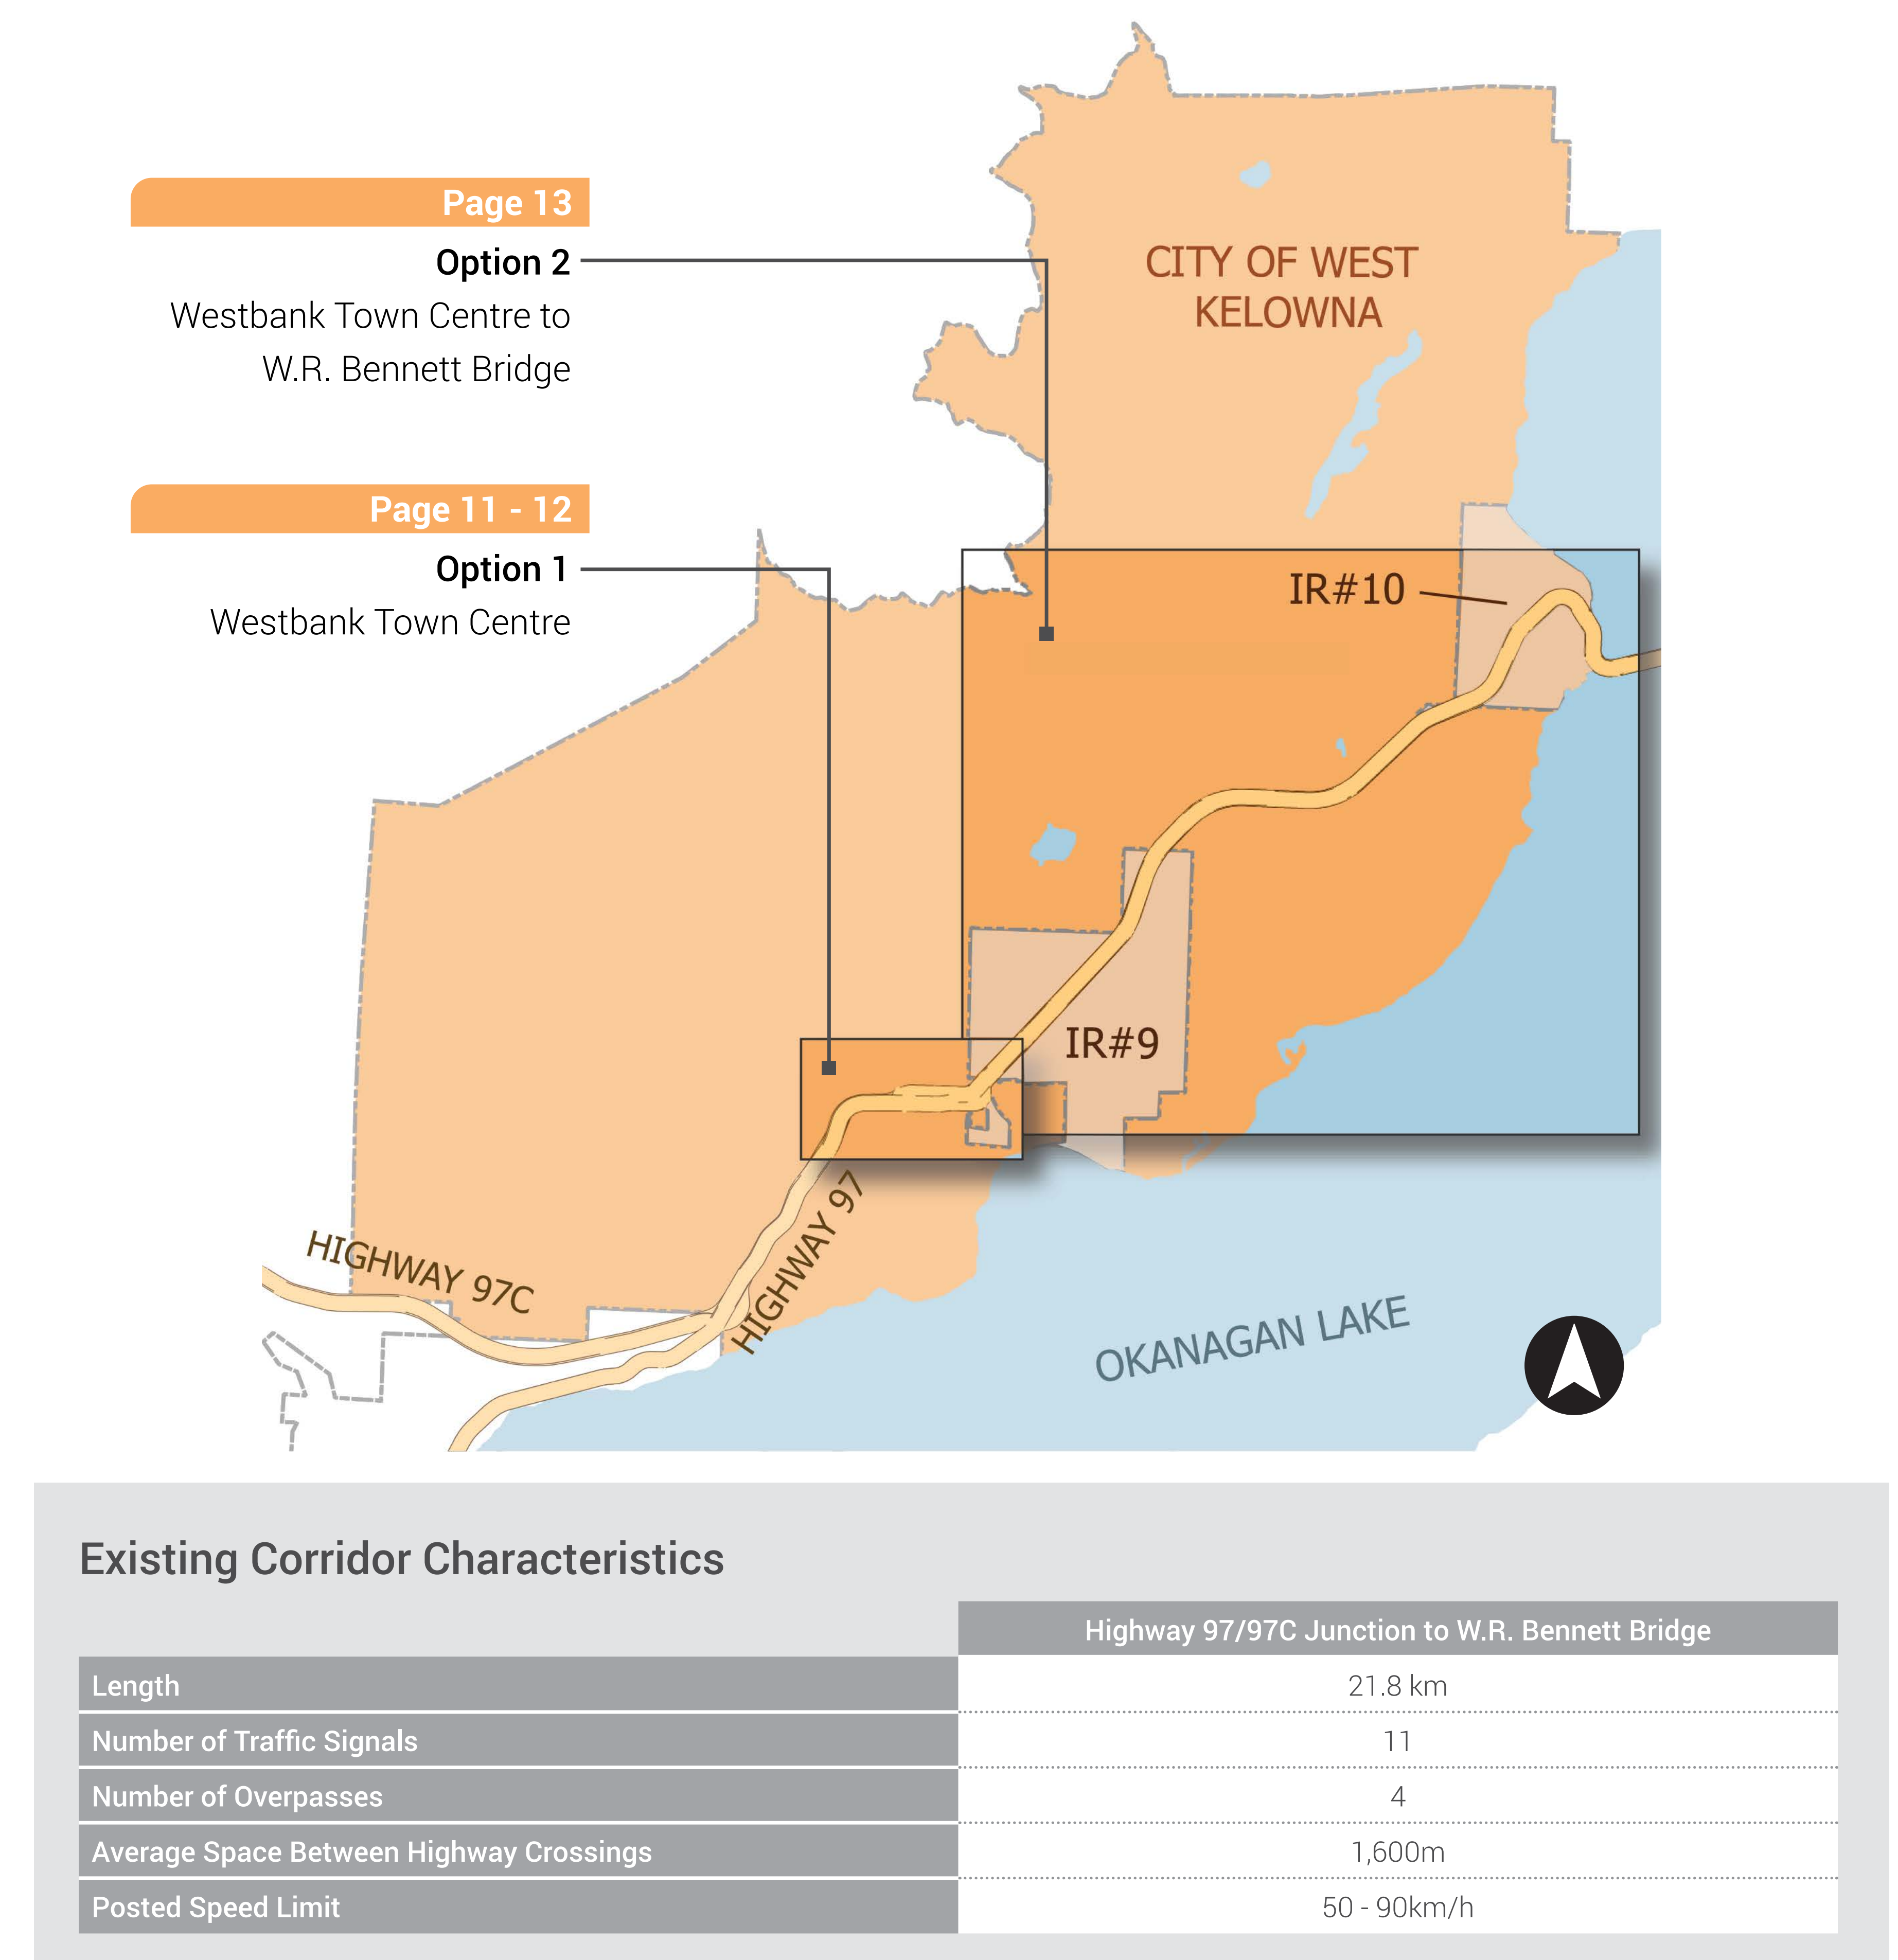 Page 13
Option 2
Westbank Town Centre to
W.R. Bennett Bridge
Page 11 - 12
Option 1
Westbank Town Centre
CITY OF WEST
KELOWNA
IR#10
IR#9
HIGHWAY 97C
HIGHWAY 97
OKANAGAN LAKE
Existing Corridor Characteristics
Highway 97/97C Junction to W.R. Bennett Bridge
Length 21.8 km
Number of Traffic Signals 11
Number of Overpasses 4
Average Space Between Highway Crossings 1,600m
Posted Speed Limit 50 - 90km/h